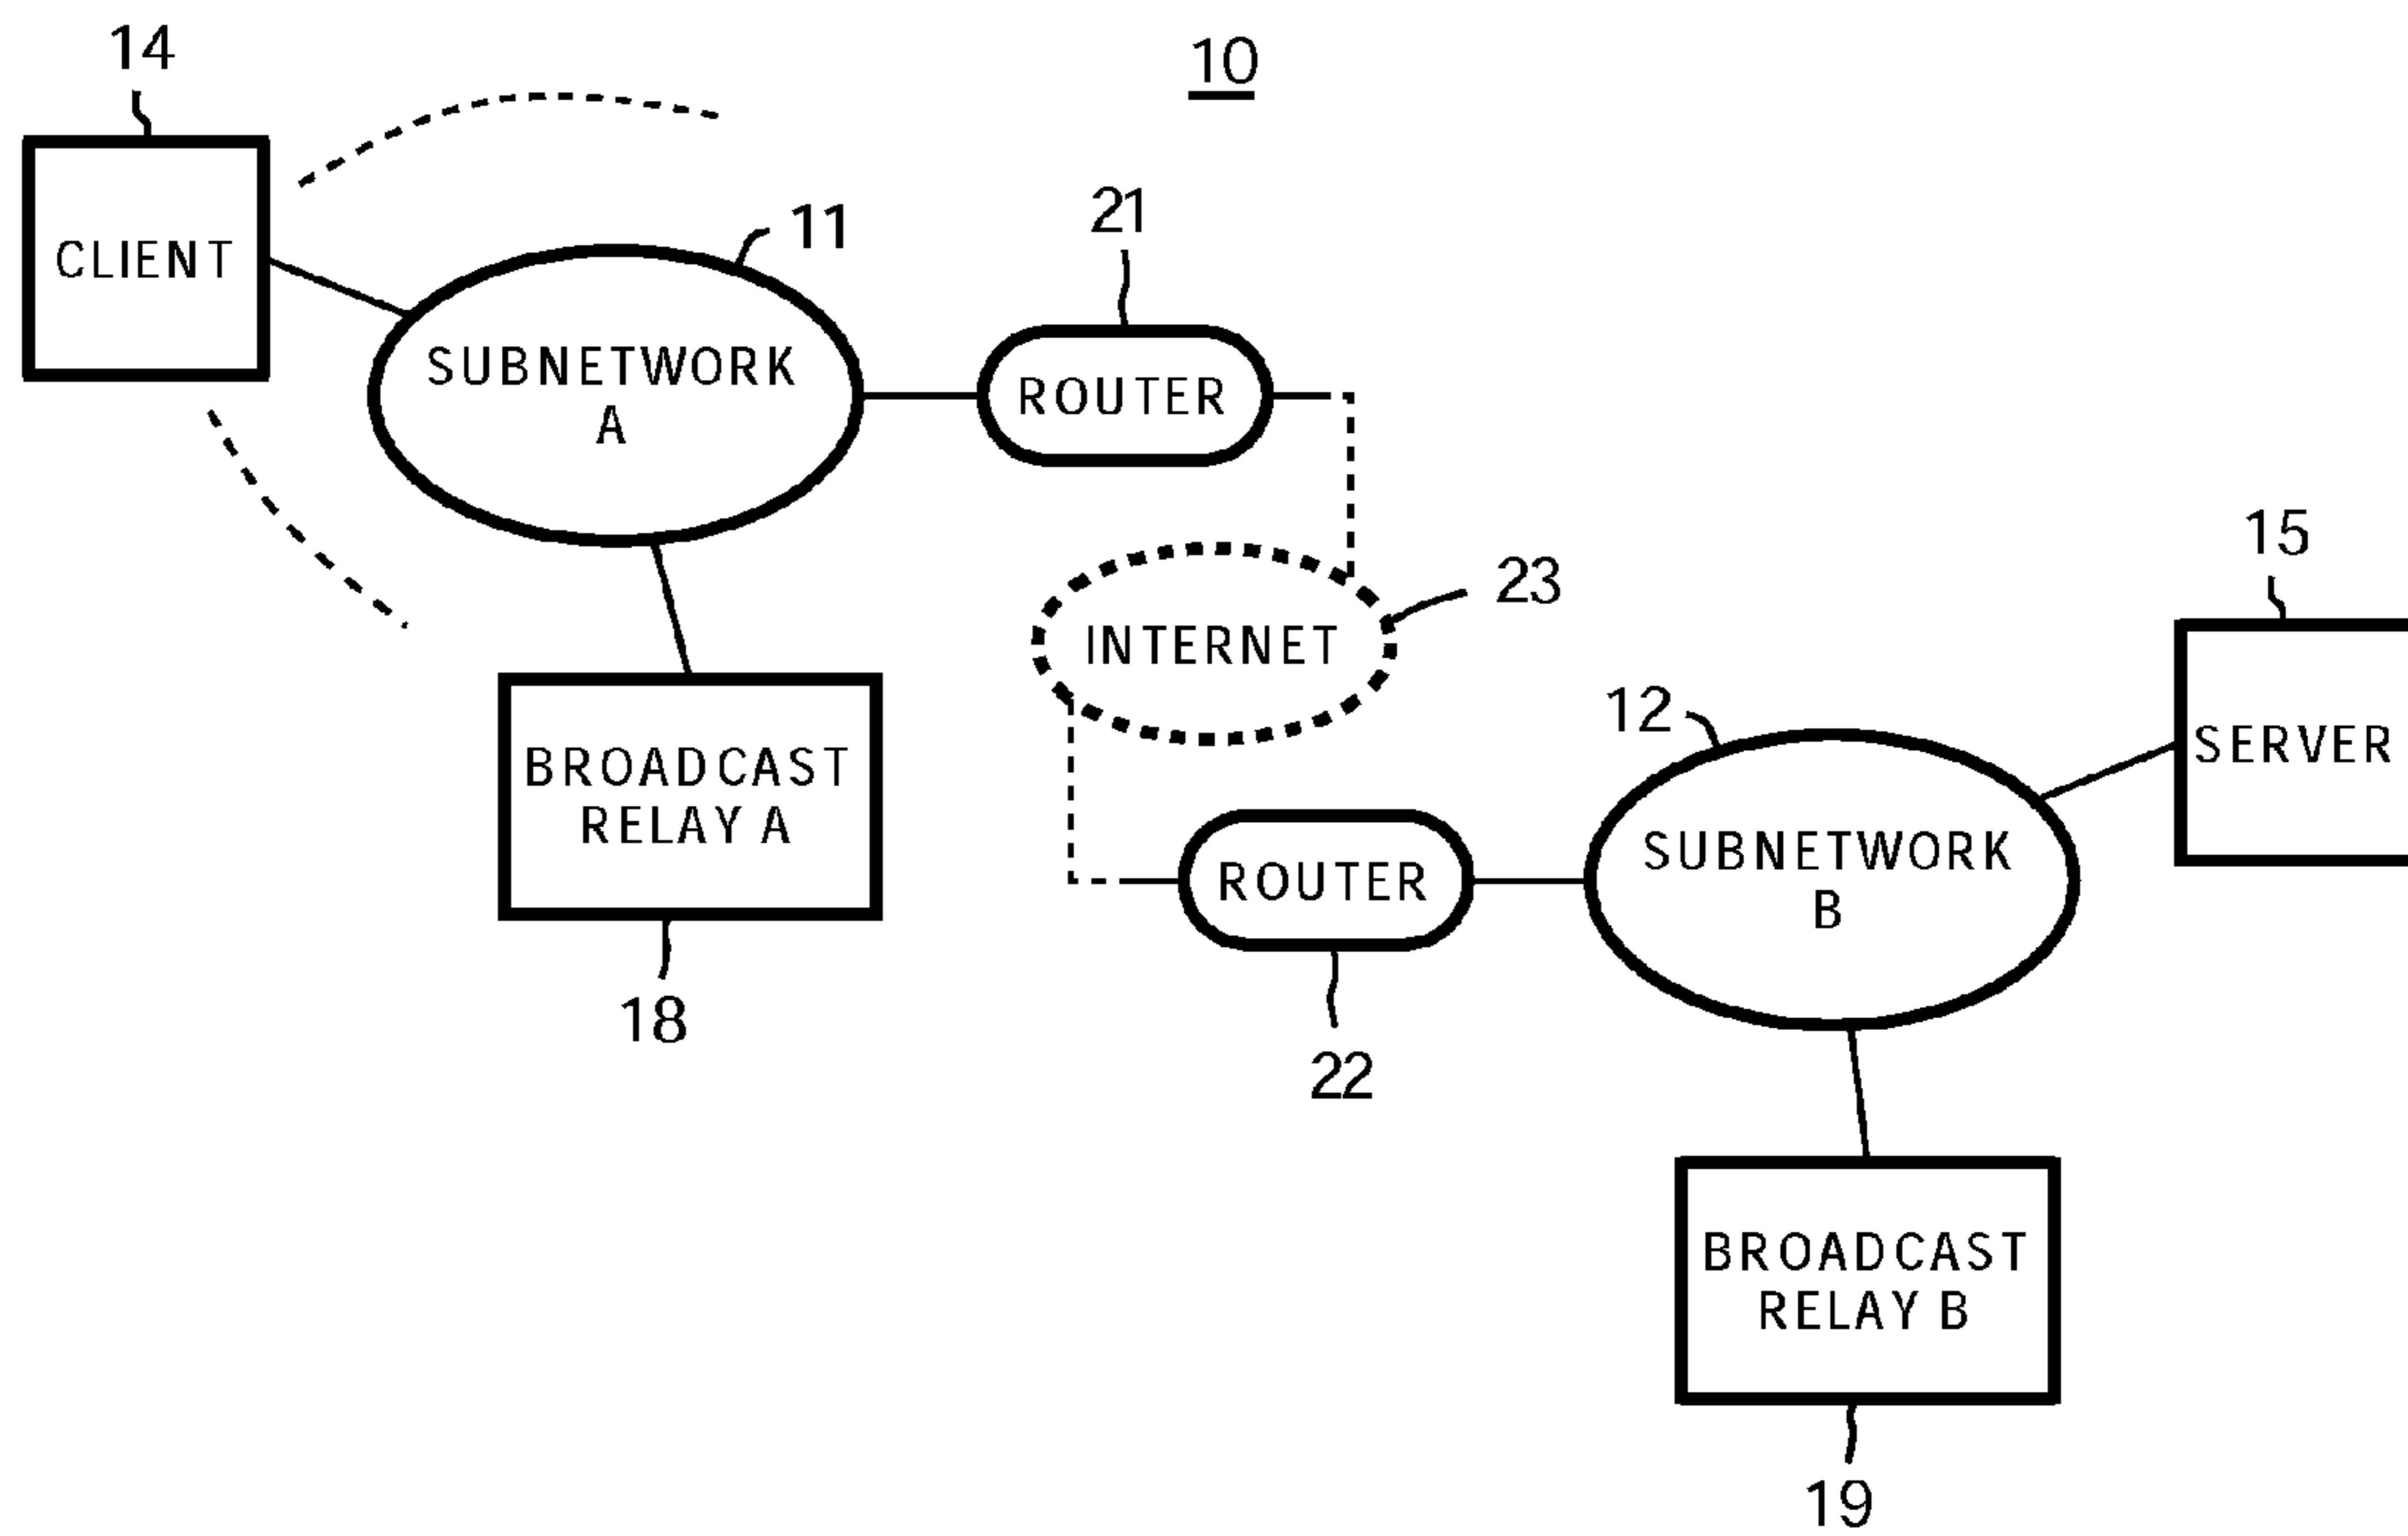 14
10
CLIENT
11
21
SUBNETWORK
A
ROUTER
15
23
INTERNET
12
SERVER
BROADCAST
RELAY A
SUBNETWORK
B
ROUTER
18
22
BROADCAST
RELAY B
19